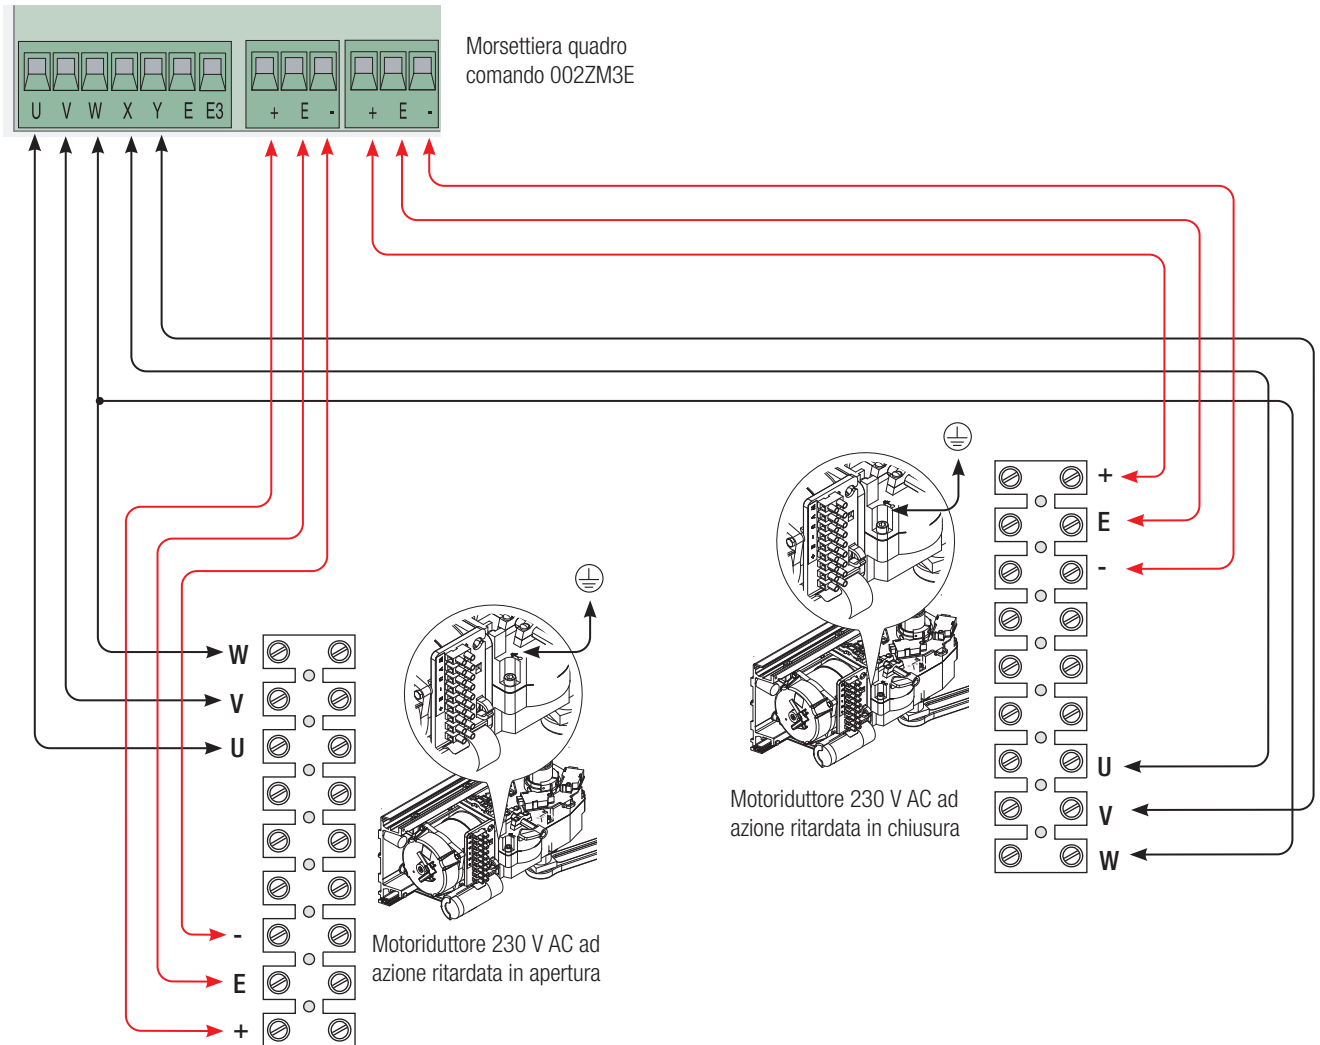 Morsettiera quadro
comando 002ZM3E
U V W X Y E E3 + E - + E -
+
E
-
W
V
U
U
V
W
Motoriduttore 230 V AC ad
azione ritardata in chiusura
-
E
+
Motoriduttore 230 V AC ad
azione ritardata in apertura